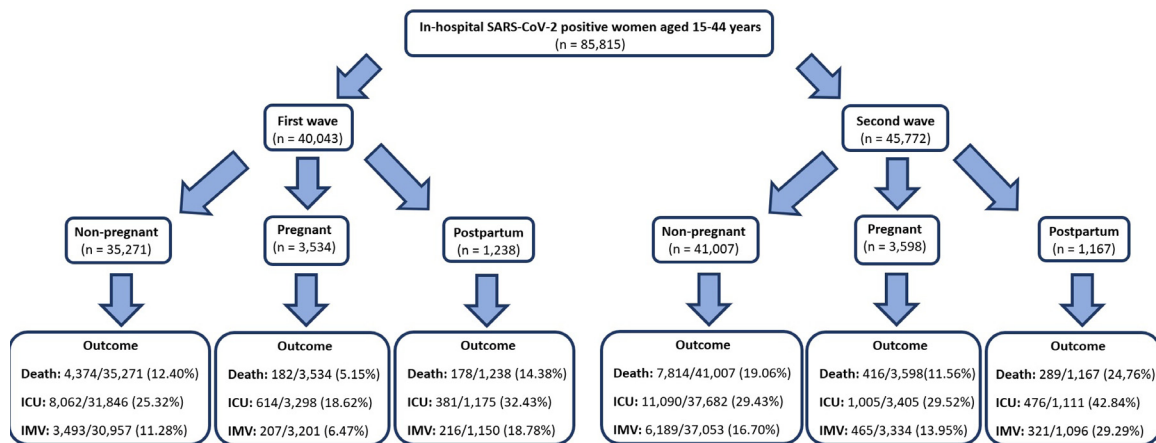 In-hospital SARS-CoV-2 positive women aged 15-44 years
(n = 85,815)
First wave
(n = 40,043)
Second wave
(n = 45,772)
Non-pregnant
(n = 35,271)
Pregnant
(n = 3,534)
Postpartum
(n = 1,238)
Non-pregnant
(n = 41,007)
Pregnant
(n = 3,598)
Postpartum
(n = 1,167)
Outcome
Death: 4,374/35,271 (12.40%)
ICU: 8,062/31,846 (25.32%)
IMV: 3,493/30,957 (11.28%)
Outcome
Death: 182/3,534 (5.15%)
ICU: 614/3,298 (18.62%)
IMV: 207/3,201 (6.47%)
Outcome
Death: 178/1,238 (14.38%)
ICU: 381/1,175 (32.43%)
IMV: 216/1,150 (18.78%)
Outcome
Death: 7,814/41,007 (19.06%)
ICU: 11,090/37,682 (29.43%)
IMV: 6,189/37,053 (16.70%)
Outcome
Death: 416/3,598(11.56%)
ICU: 1,005/3,405 (29.52%)
IMV: 465/3,334 (13.95%)
Outcome
Death: 289/1,167 (24,76%)
ICU: 476/1,111 (42.84%)
IMV: 321/1,096 (29.29%)